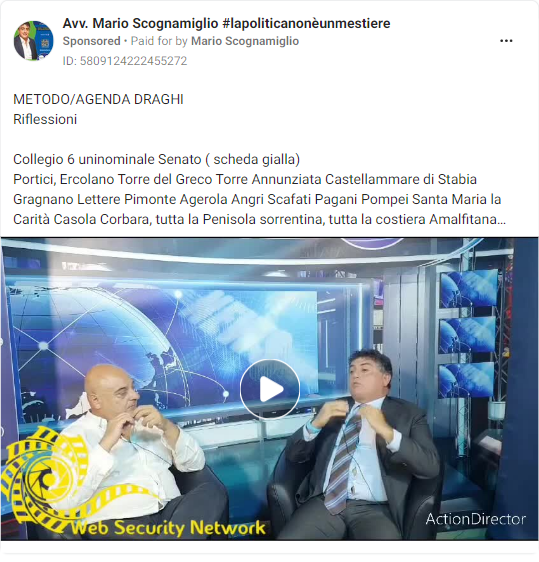 Avv. Mario Scognamiglio #lapoliticanonèunmestiere
Sponsored • Paid for by Mario Scognamiglio
ID: 5809124222455272
METODO/AGENDA DRAGHI
Riflessioni
Collegio 6 uninominale Senato ( scheda gialla)
Portici, Ercolano Torre del Greco Torre Annunziata Castellammare di Stabia
Gragnano Lettere Pimonte Agerola Angri Scafati Pagani Pompei Santa Maria la
Carità Casola Corbara, tutta la Penisola sorrentina, tutta la costiera Amalfitana...
Web Security Network
ActionDirector